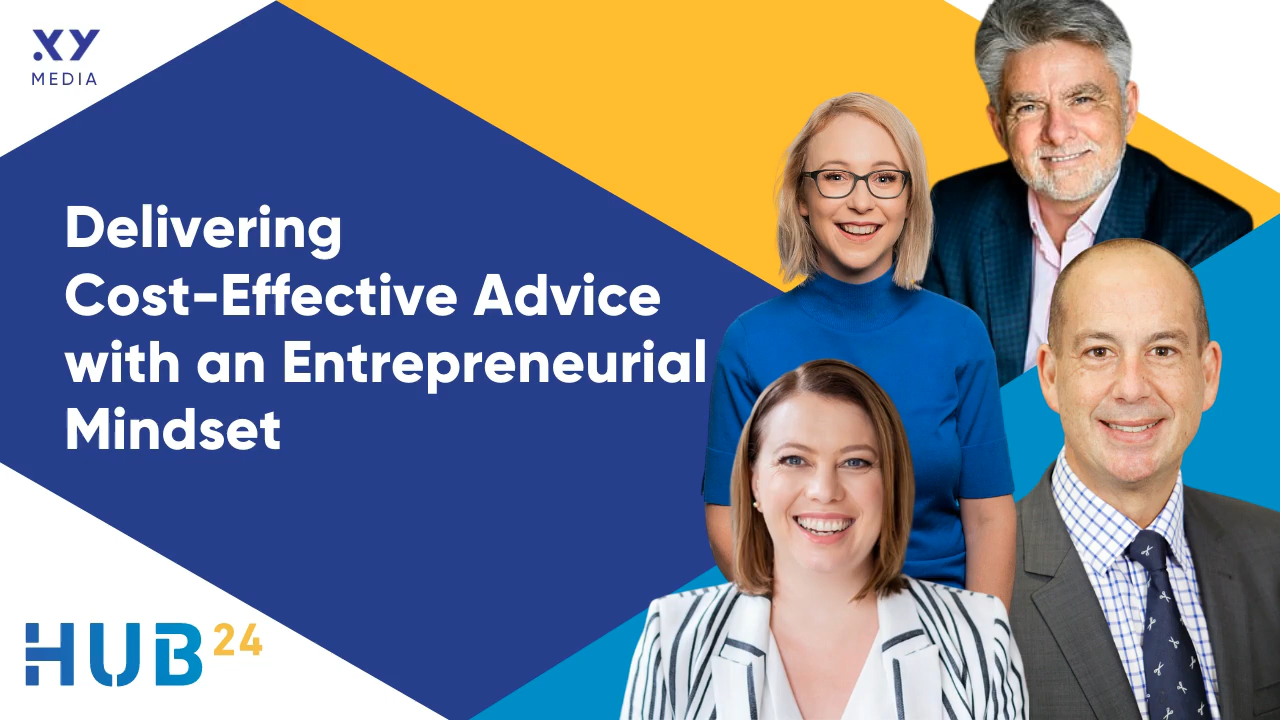 XY
MEDIA
Delivering
Cost-Effective Advice
with an Entrepreneurial
Mindset
HUB24